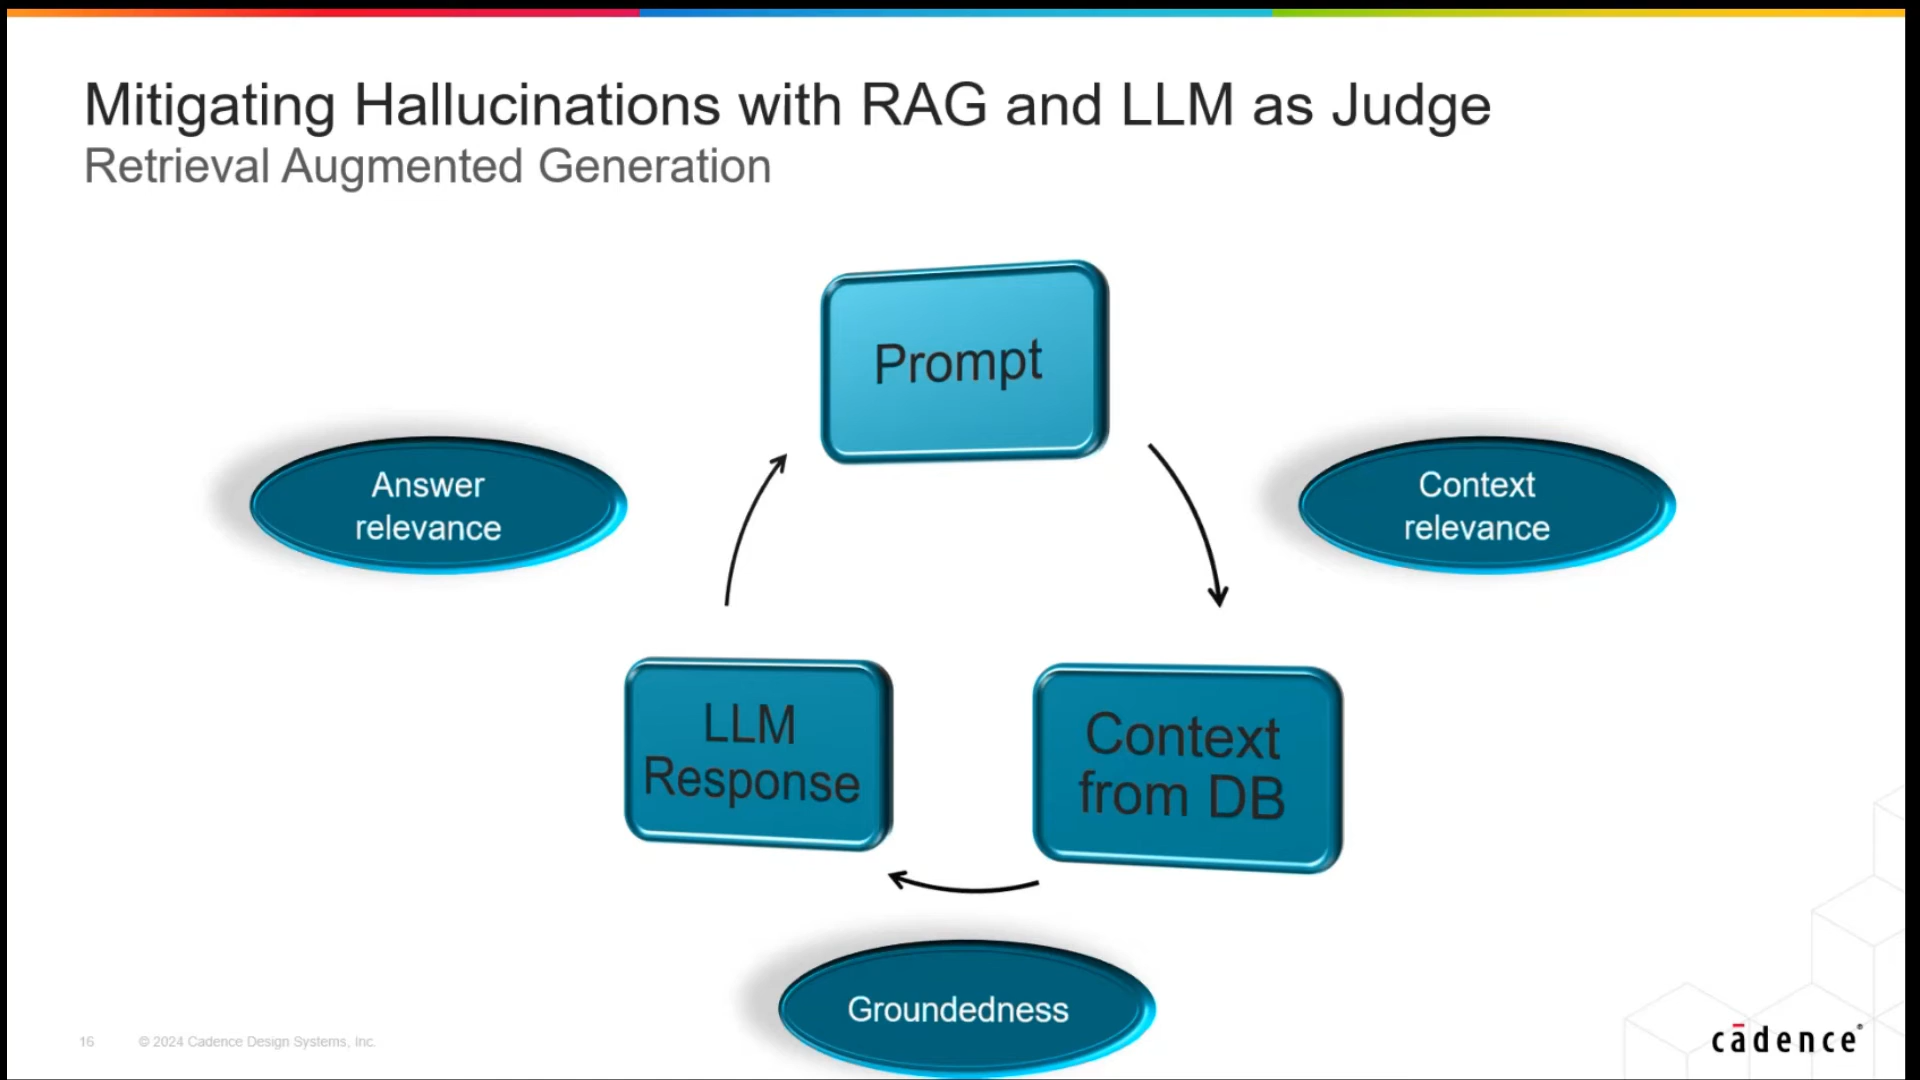 Mitigating Hallucinations with RAG and LLM as Judge
Retrieval Augmented Generation
Prompt
Answer
relevance
Context
relevance
LLM
Response
Context
from DB
Groundedness
16
© 2024 Cadence Design Systems, Inc.
cādence®